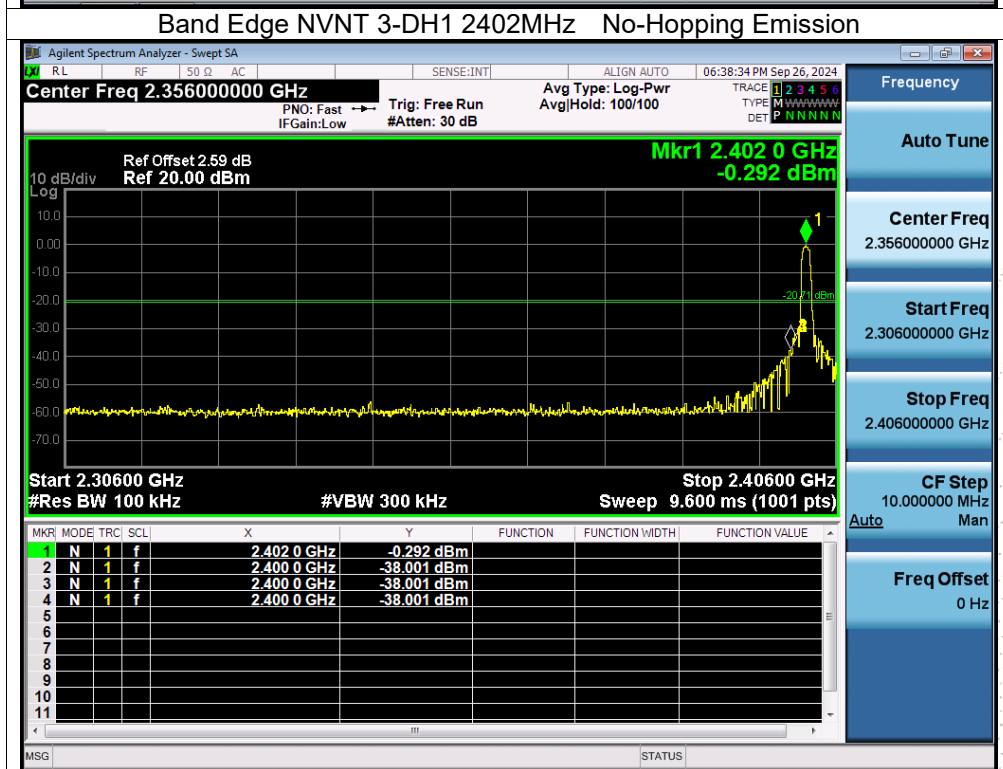 Band Edge NVNT 3-DH1 2402MHz No-Hopping Emission
Agilent Spectrum Analyzer - Swept SA
LXI RL RF 50 Ω AC SENSE:INT ALIGN AUTO 06:38:34 PM Sep 26, 2024
Center Freq 2.356000000 GHz
PNO: Fast
IFGain:Low
Trig: Free Run
#Atten: 30 dB
Avg Type: Log-Pwr
Avg|Hold: 100/100
TRACE 1 2 3 4 5 6
TYPE M WWWWW
DET P N N N N N
Frequency
Auto Tune
Center Freq
2.356000000 GHz
Start Freq
2.306000000 GHz
Stop Freq
2.406000000 GHz
CF Step
10.000000 MHz
Auto Man
Freq Offset
0 Hz
Mkr1 2.402 0 GHz
-0.292 dBm
Ref Offset 2.59 dB
10 dB/div Ref 20.00 dBm
Log
10.0
0.00
-10.0
-20.0
-30.0
-40.0
-50.0
-60.0
-70.0
1
-20.71 dBm
Start 2.30600 GHz Stop 2.40600 GHz
#Res BW 100 kHz #VBW 300 kHz Sweep 9.600 ms (1001 pts)
MKR MODE TRC SCL X Y FUNCTION FUNCTION WIDTH FUNCTION VALUE
1 N 1 f 2.402 0 GHz -0.292 dBm
2 N 1 f 2.400 0 GHz -38.001 dBm
3 N 1 f 2.400 0 GHz -38.001 dBm
4 N 1 f 2.400 0 GHz -38.001 dBm
5
6
7
8
9
10
11
MSG STATUS